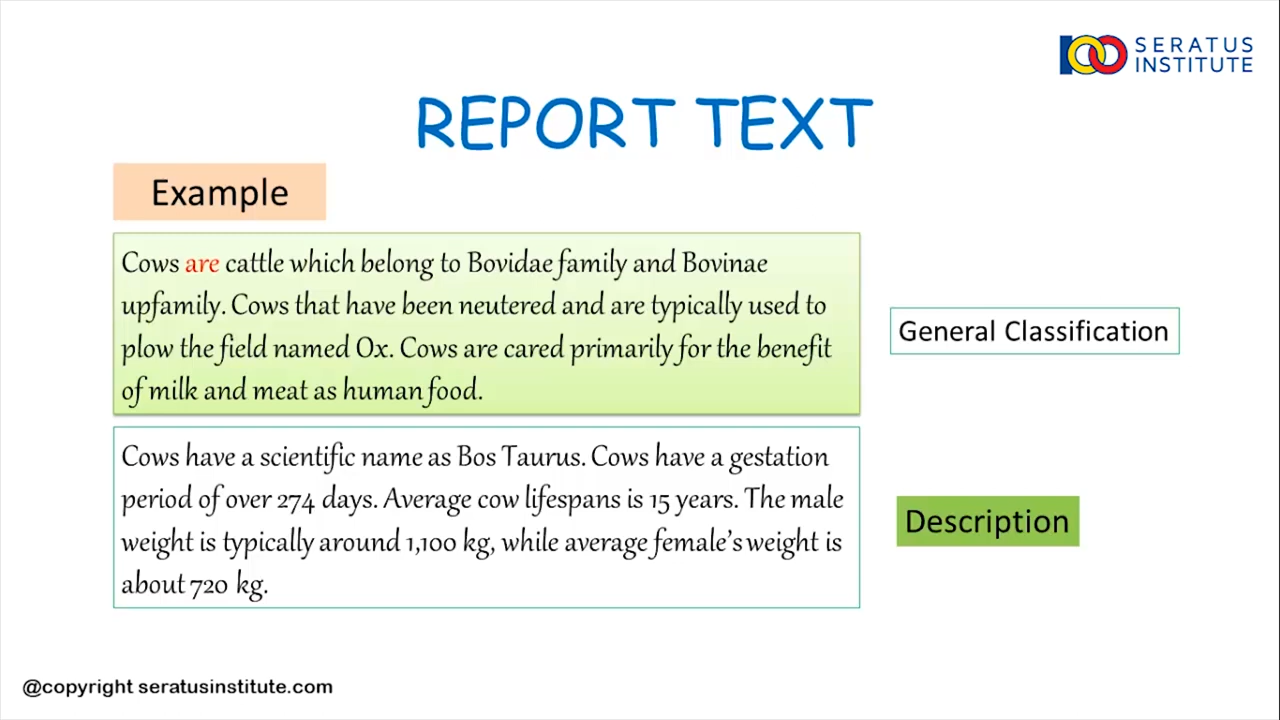 SERATUS
INSTITUTE
REPORT TEXT
Example
Cows are cattle which belong to Bovidae family and Bovinae
upfamily. Cows that have been neutered and are typically used to
plow the field named Ox. Cows are cared primarily for the benefit
of milk and meat as human food.
General Classification
Cows have a scientific name as Bos Taurus. Cows have a gestation
period of over 274 days. Average cow lifespans is 15 years. The male
weight is typically around 1,100 kg, while average female's weight is
about 720 kg.
Description
@copyright seratusinstitute.com